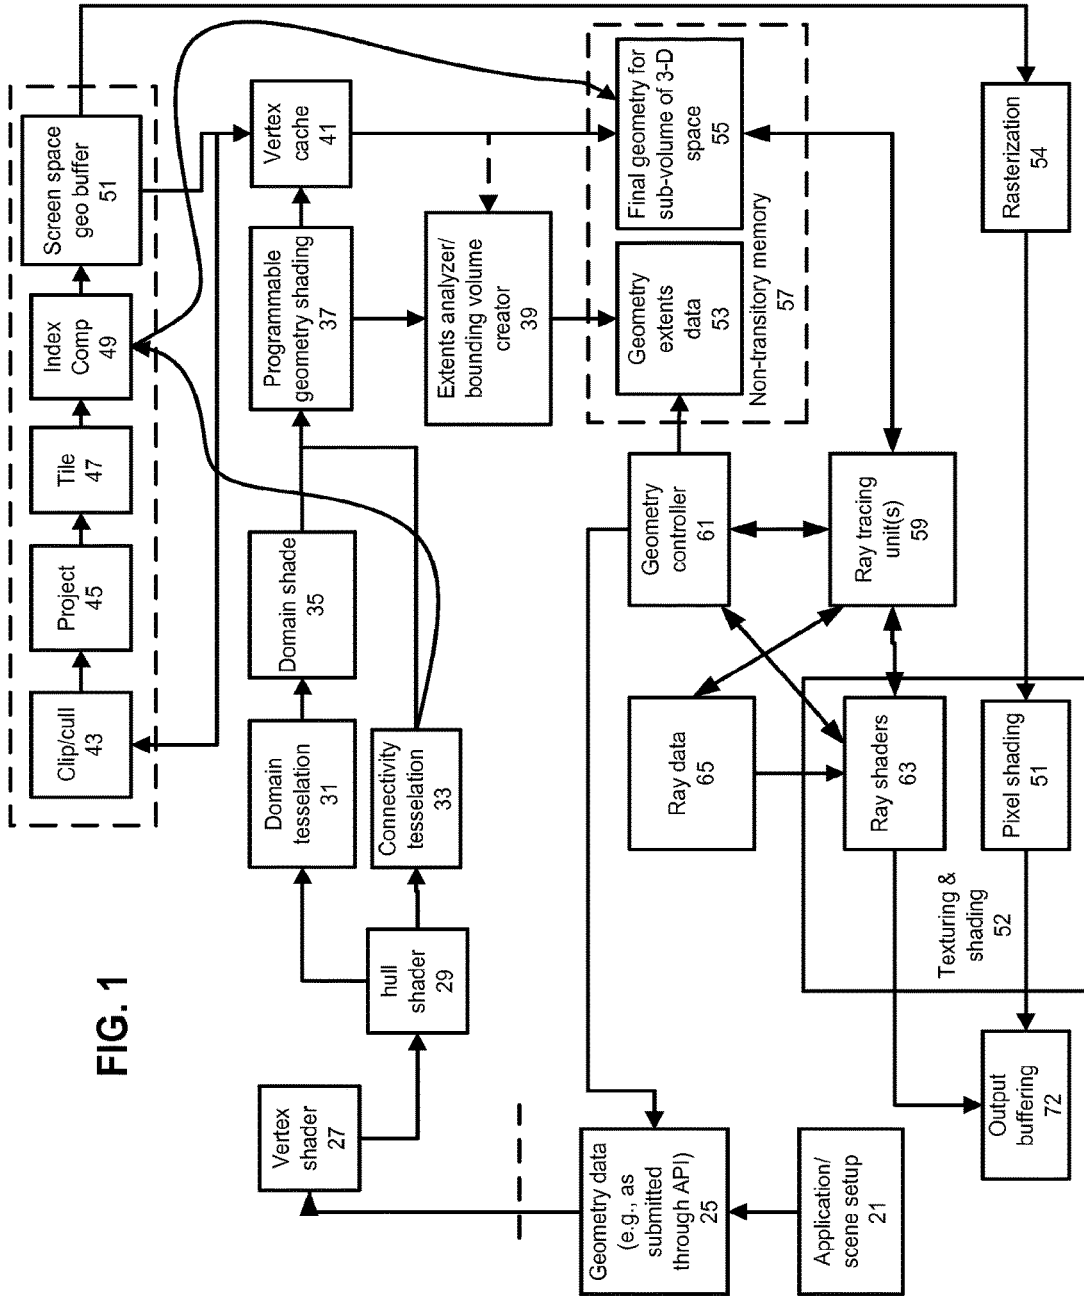 FIG. 1
Application/
scene setup
21
Geometry data
(e.g., as
submitted
through API)
25
Vertex
shader
27
hull
shader
29
Domain
tesselation
31
Connectivity
tesselation
33
Domain shade
35
Programmable
geometry shading
37
Vertex
cache
41
Extents analyzer/
bounding volume
creator
39
Clip/cull
43
Project
45
Tile
47
Index
Comp
49
Screen space
geo buffer
51
Geometry
extents
data
53
Final geometry for
sub-volume of 3-D
space
55
Non-transitory memory
57
Geometry
controller
61
Ray tracing
unit(s)
59
Ray data
65
Ray shaders
63
Rasterization
54
Pixel shading
51
Texturing &
shading
52
Output
buffering
72